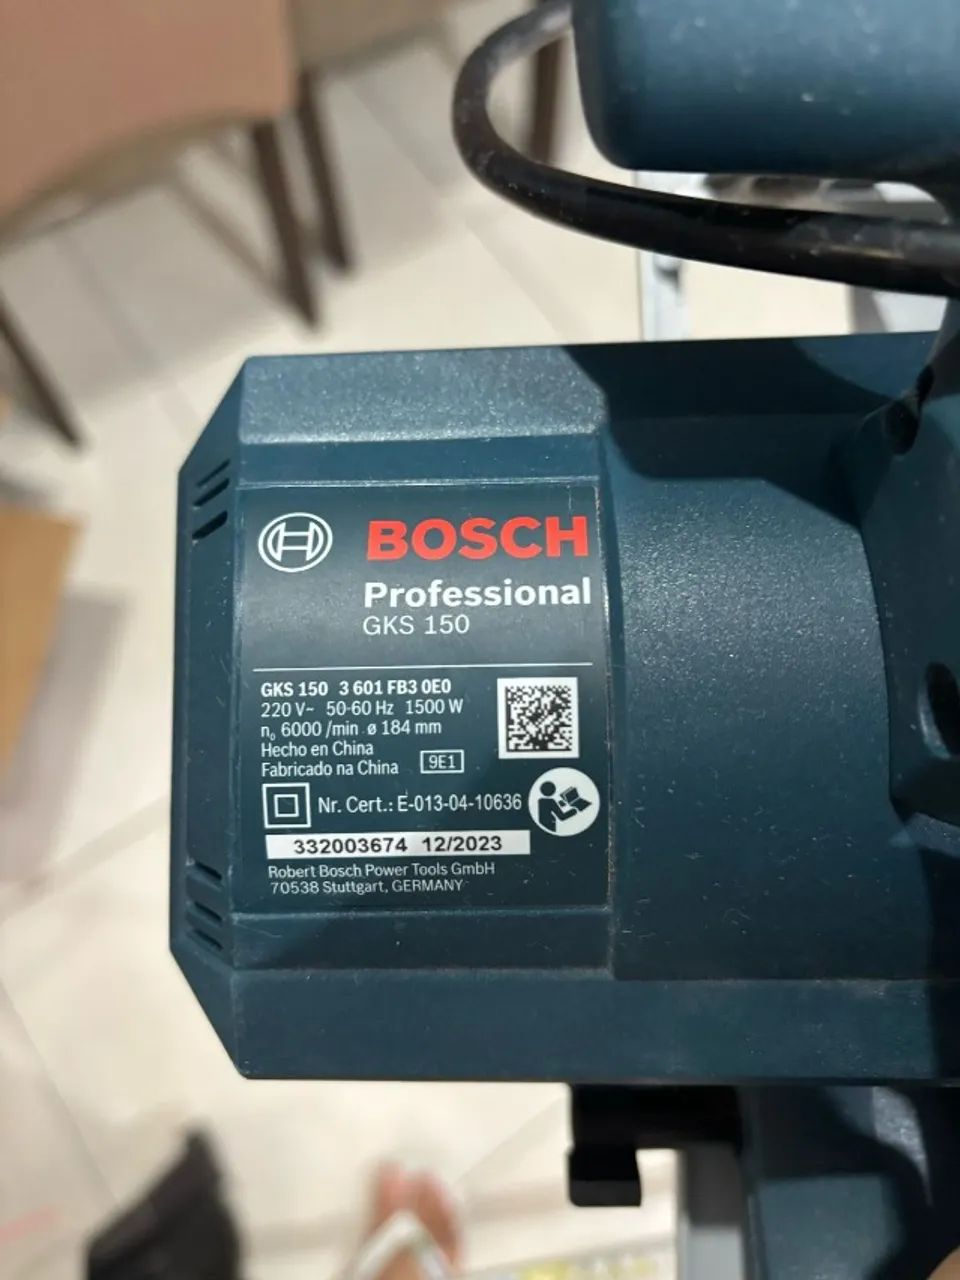 BOSCH
Professional
GKS 150
GKS 150 3 601 FB3 0E0
220 V~ 50-60 Hz 1500 W
n₀ 6000 /min ø 184 mm
Hecho en China
Fabricado na China 9E1
Nr. Cert.: E-013-04-10636
332003674 12/2023
Robert Bosch Power Tools GmbH
70538 Stuttgart, GERMANY